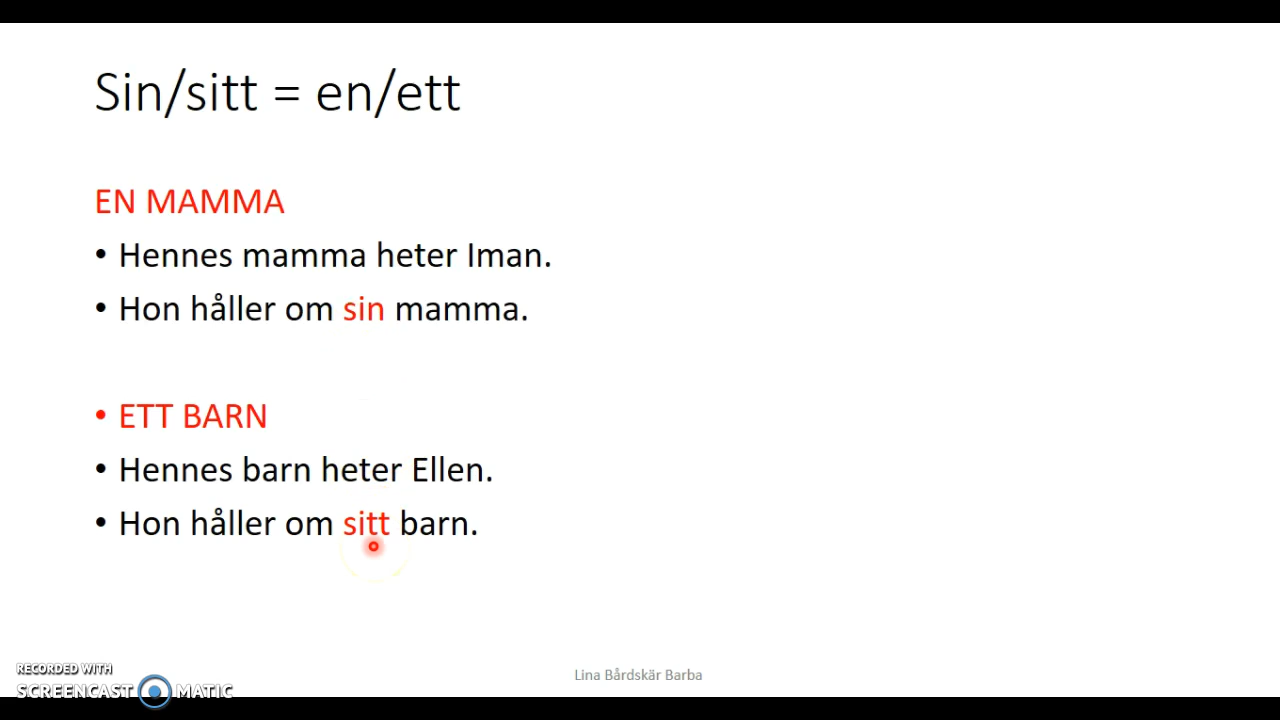 Sin/sitt = en/ett
EN MAMMA
• Hennes mamma heter Iman.
• Hon håller om sin mamma.
• ETT BARN
• Hennes barn heter Ellen.
• Hon håller om sitt barn.
Lina Bårdskär Barba
RECORDED WITH
SCREENCAST MATIC